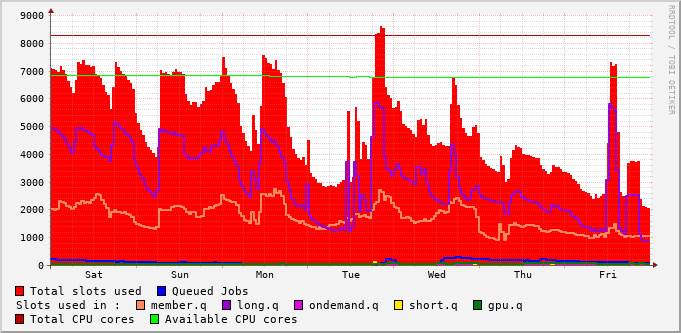 9000
8000
7000
6000
5000
4000
3000
2000
1000
0
Sat Sun Mon Tue Wed Thu Fri
RRDTOOL / TOBI OETIKER
Total slots used Queued Jobs
Slots used in : member.q long.q ondemand.q short.q gpu.q
Total CPU cores Available CPU cores